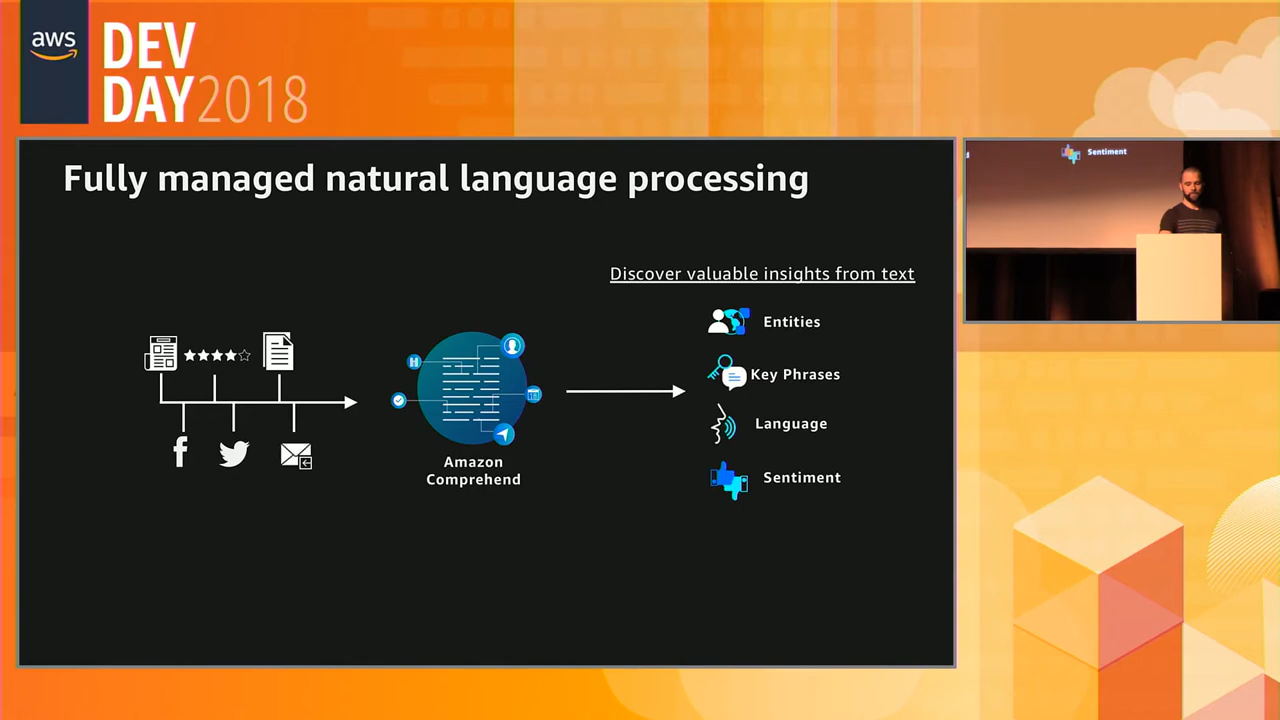 aws
DEV
DAY2018
Fully managed natural language processing
Discover valuable insights from text
Entities
Key Phrases
Language
Sentiment
Amazon
Comprehend
Sentiment